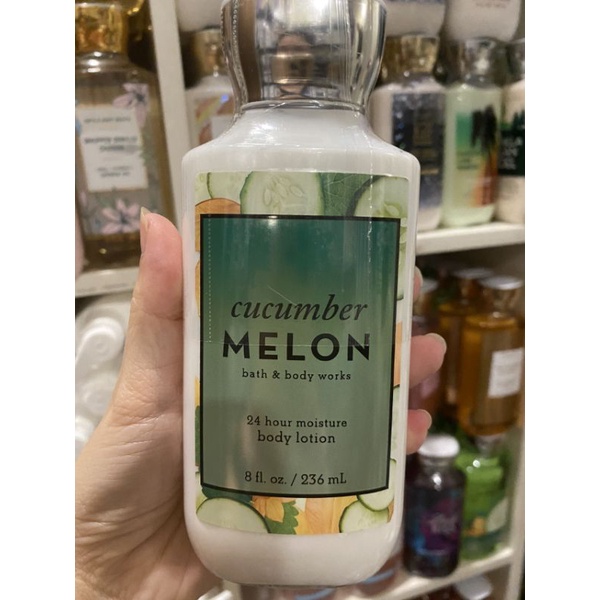 cucumber
MELON
bath & body works
24 hour moisture
body lotion
8 fl. oz. / 236 mL